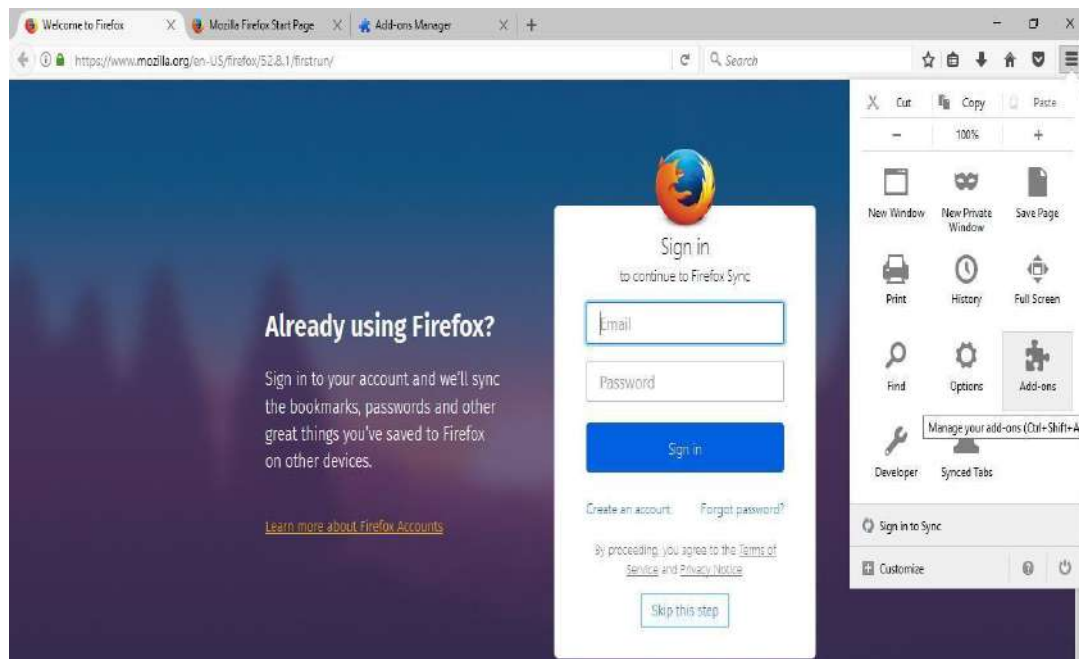 Welcome to Firefox
Mozilla Firefox Start Page
Add-ons Manager
https://www.mozilla.org/en-US/firefox/52.8.1/firstrun/
Search
Cut
Copy
Paste
100%
New Window
New Private
Window
Save Page
Print
History
Full Screen
Find
Options
Add-ons
Manage your add-ons (Ctrl+Shift+A
Developer
Synced Tabs
Sign in to Sync
Customize
Already using Firefox?
Sign in to your account and we'll sync
the bookmarks, passwords and other
great things you've saved to Firefox
on other devices.
Learn more about Firefox Accounts
Sign in
to continue to Firefox Sync
Email
Password
Sign in
Create an account
Forgot password?
By proceeding, you agree to the Terms of
Service and Privacy Notice
Skip this step